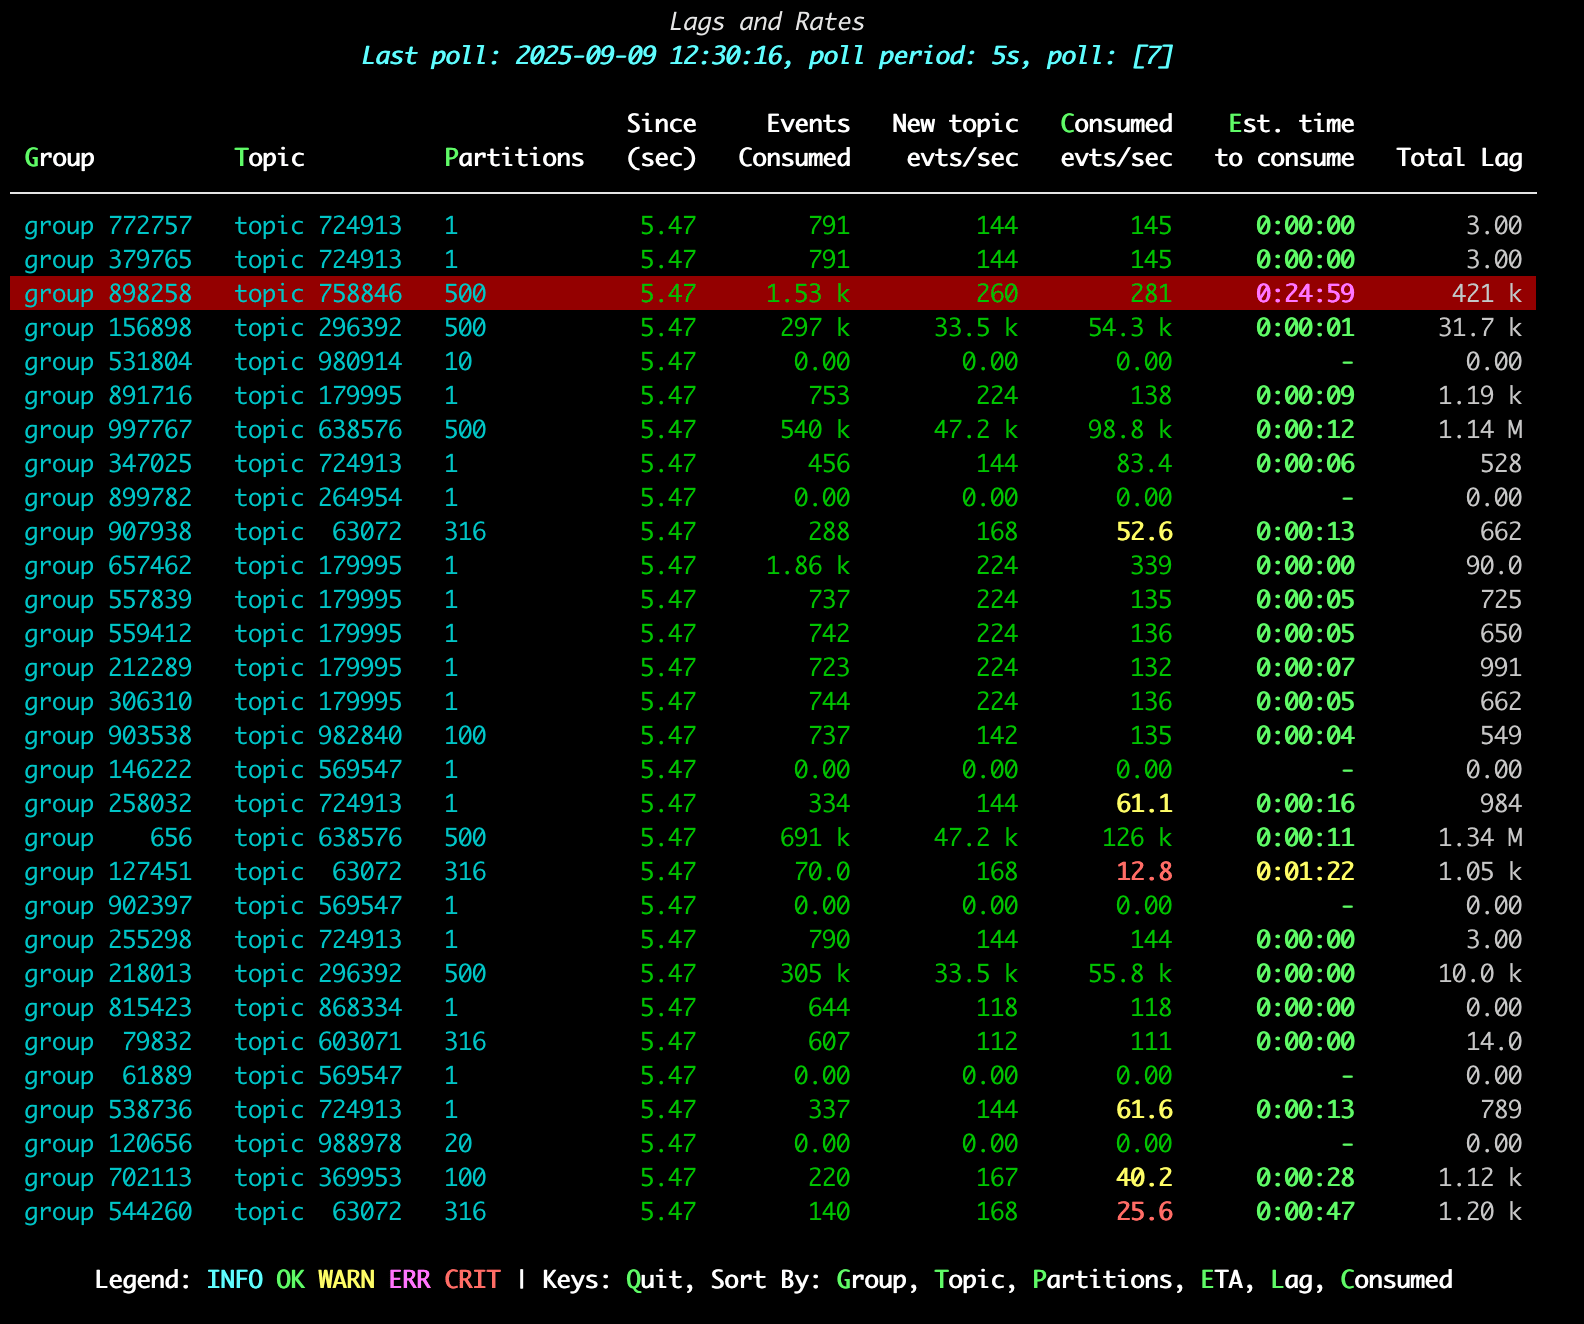 Lags and Rates
Last poll: 2025-09-09 12:30:16, poll period: 5s, poll: [7]
Since Events New topic Consumed Est. time
Group Topic Partitions (sec) Consumed evts/sec evts/sec to consume Total Lag
group 772757 topic 724913 1 5.47 791 144 145 0:00:00 3.00
group 379765 topic 724913 1 5.47 791 144 145 0:00:00 3.00
group 898258 topic 758846 500 5.47 1.53 k 260 281 0:24:59 421 k
group 156898 topic 296392 500 5.47 297 k 33.5 k 54.3 k 0:00:01 31.7 k
group 531804 topic 980914 10 5.47 0.00 0.00 0.00 - 0.00
group 891716 topic 179995 1 5.47 753 224 138 0:00:09 1.19 k
group 997767 topic 638576 500 5.47 540 k 47.2 k 98.8 k 0:00:12 1.14 M
group 347025 topic 724913 1 5.47 456 144 83.4 0:00:06 528
group 899782 topic 264954 1 5.47 0.00 0.00 0.00 - 0.00
group 907938 topic 63072 316 5.47 288 168 52.6 0:00:13 662
group 657462 topic 179995 1 5.47 1.86 k 224 339 0:00:00 90.0
group 557839 topic 179995 1 5.47 737 224 135 0:00:05 725
group 559412 topic 179995 1 5.47 742 224 136 0:00:05 650
group 212289 topic 179995 1 5.47 723 224 132 0:00:07 991
group 306310 topic 179995 1 5.47 744 224 136 0:00:05 662
group 903538 topic 982840 100 5.47 737 142 135 0:00:04 549
group 146222 topic 569547 1 5.47 0.00 0.00 0.00 - 0.00
group 258032 topic 724913 1 5.47 334 144 61.1 0:00:16 984
group 656 topic 638576 500 5.47 691 k 47.2 k 126 k 0:00:11 1.34 M
group 127451 topic 63072 316 5.47 70.0 168 12.8 0:01:22 1.05 k
group 902397 topic 569547 1 5.47 0.00 0.00 0.00 - 0.00
group 255298 topic 724913 1 5.47 790 144 144 0:00:00 3.00
group 218013 topic 296392 500 5.47 305 k 33.5 k 55.8 k 0:00:00 10.0 k
group 815423 topic 868334 1 5.47 644 118 118 0:00:00 0.00
group 79832 topic 603071 316 5.47 607 112 111 0:00:00 14.0
group 61889 topic 569547 1 5.47 0.00 0.00 0.00 - 0.00
group 538736 topic 724913 1 5.47 337 144 61.6 0:00:13 789
group 120656 topic 988978 20 5.47 0.00 0.00 0.00 - 0.00
group 702113 topic 369953 100 5.47 220 167 40.2 0:00:28 1.12 k
group 544260 topic 63072 316 5.47 140 168 25.6 0:00:47 1.20 k
Legend: INFO OK WARN ERR CRIT | Keys: Quit, Sort By: Group, Topic, Partitions, ETA, Lag, Consumed